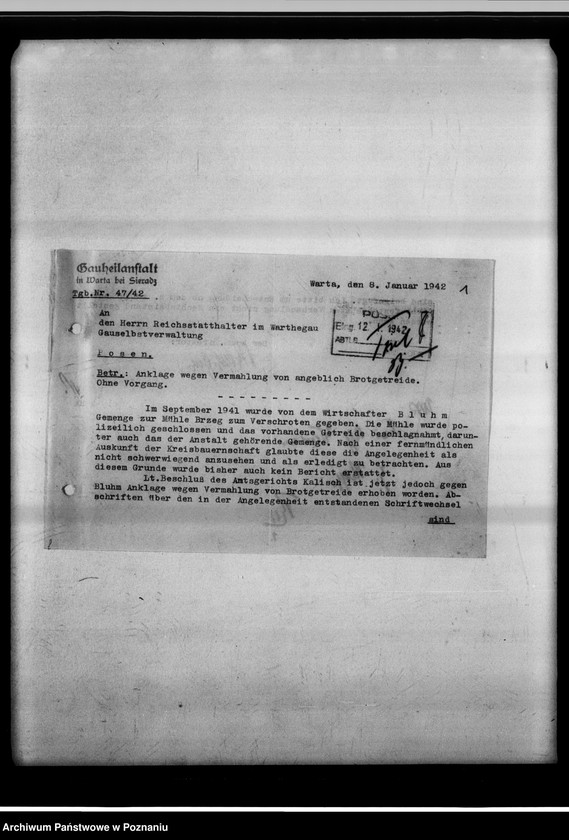 Gauheilanstalt
in Warta bei Sieradz
Tgb.Nr. 47/42
Warta, den 8. Januar 1942
1
An
den Herrn Reichsstatthalter im Warthegau
Gauselbstverwaltung
Posen.
POS
Eing 12. 1. 1942
ABTLG
Betr.: Anklage wegen Vermahlung von angeblich Brotgetreide.
Ohne Vorgang.
- - - - - - - - -
Im September 1941 wurde von dem Wirtschafter B l u h m
Gemenge zur Mühle Brzeg zum Verschroten gegeben. Die Mühle wurde po-
lizeilich geschlossen und das vorhandene Getreide beschlagnahmt, darun-
ter auch das der Anstalt gehörende Gemenge. Nach einer fernmündlichen
Auskunft der Kreisbauernschaft glaubte diese die Angelegenheit als
nicht schwerwiegend anzusehen und als erledigt zu betrachten. Aus
diesem Grunde wurde bisher auch kein Bericht erstattet.
Lt.Beschluß des Amtsgerichts Kalisch ist jetzt jedoch gegen
Bluhm Anklage wegen Vermahlung von Brotgetreide erhoben worden. Ab-
schriften über den in der Angelegenheit entstandenen Schriftwechsel
sind
Archiwum Państwowe w Poznaniu